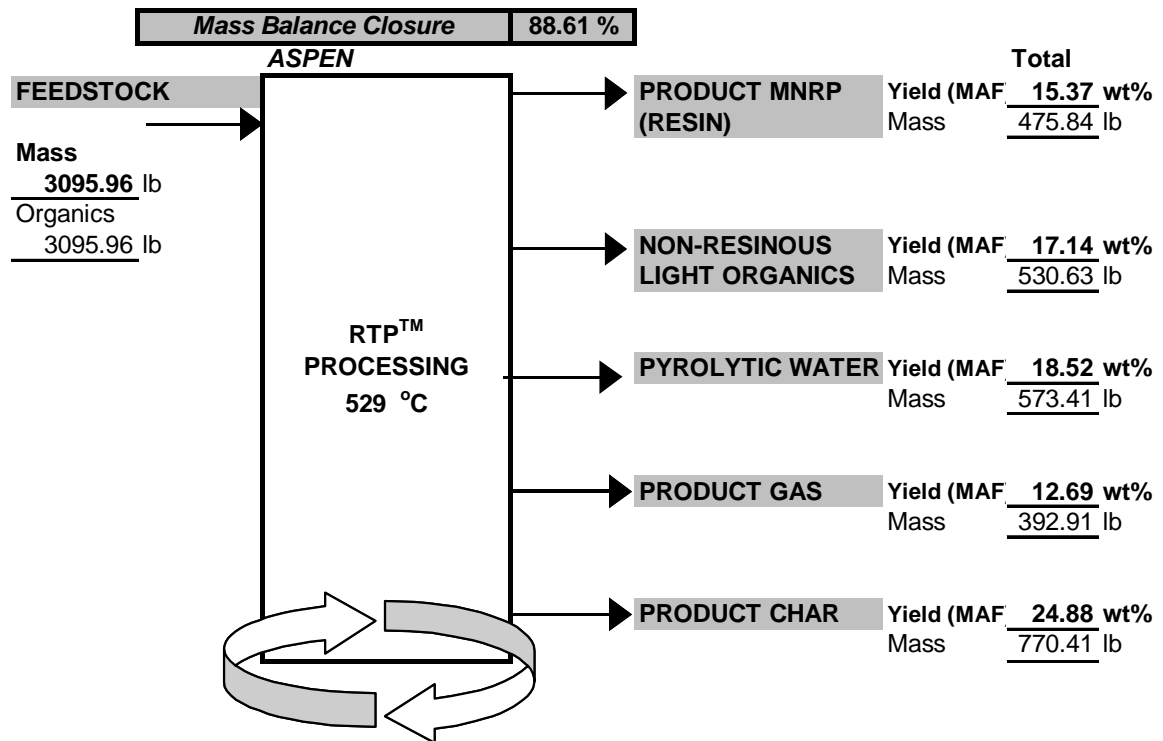 Mass Balance Closure 88.61 %
ASPEN
Total
FEEDSTOCK
Mass
3095.96 lb
Organics
3095.96 lb
RTP™
PROCESSING
529 °C
PRODUCT MNRP Yield (MAF 15.37 wt%
(RESIN) Mass 475.84 lb
NON-RESINOUS Yield (MAF 17.14 wt%
LIGHT ORGANICS Mass 530.63 lb
PYROLYTIC WATER Yield (MAF 18.52 wt%
Mass 573.41 lb
PRODUCT GAS Yield (MAF 12.69 wt%
Mass 392.91 lb
PRODUCT CHAR Yield (MAF 24.88 wt%
Mass 770.41 lb